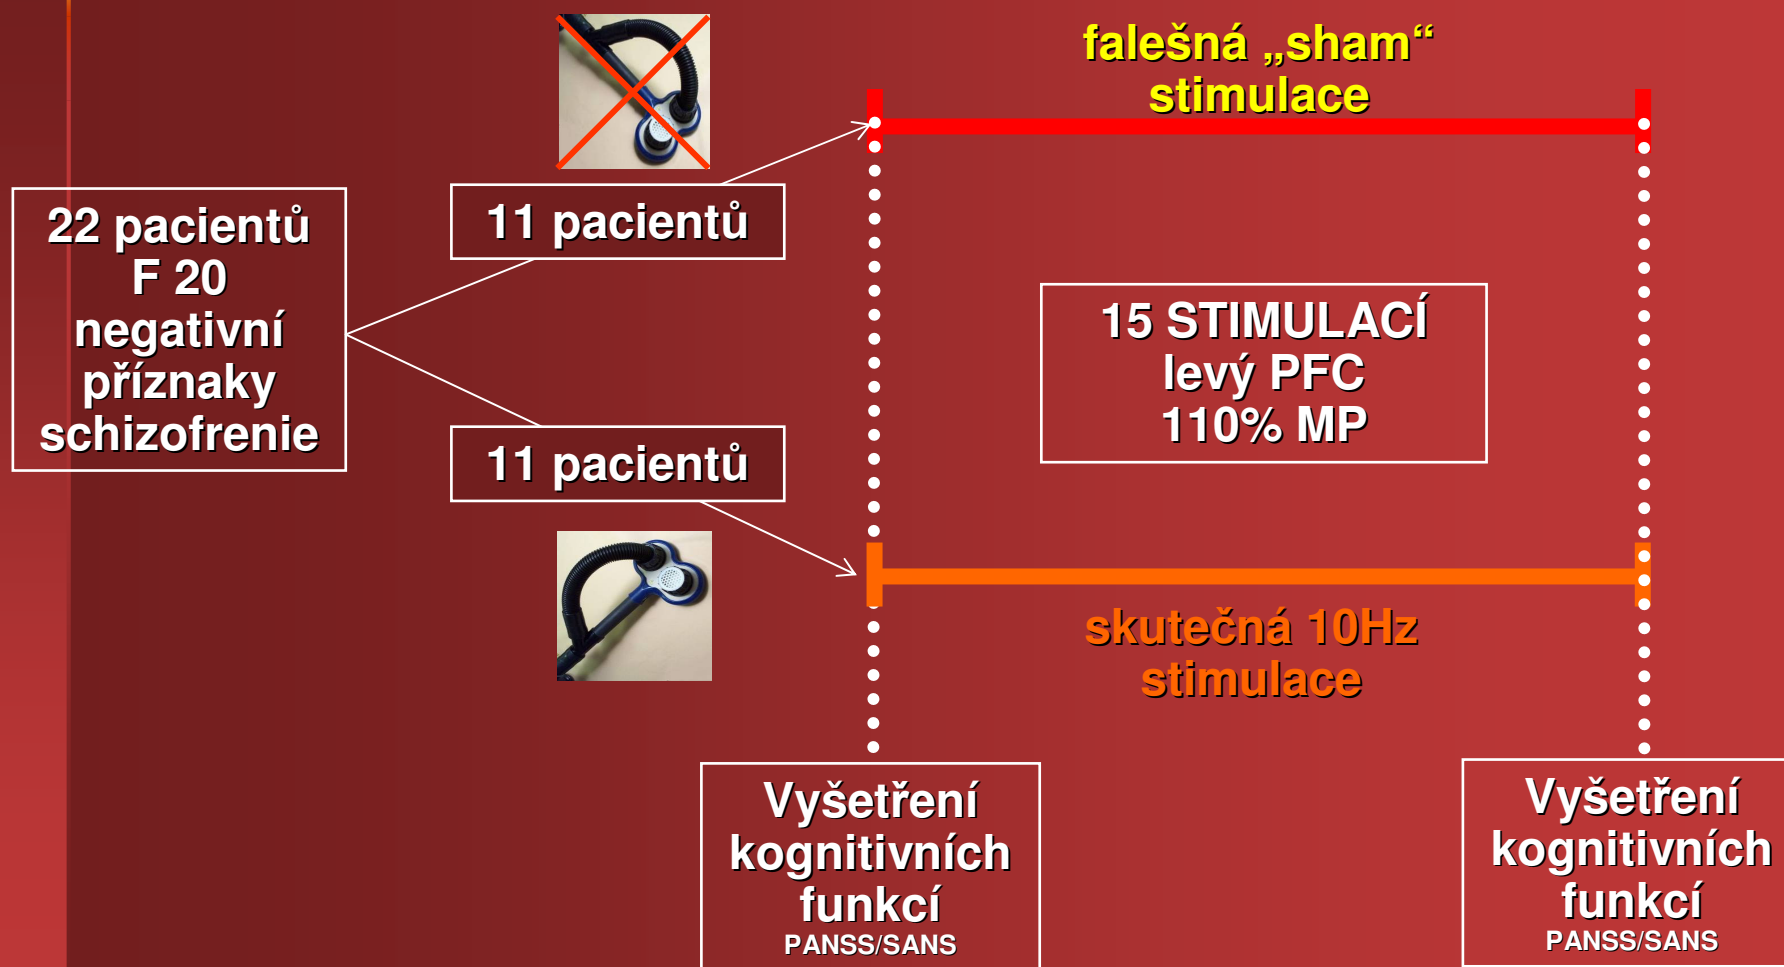 falešná „sham“
stimulace
22 pacientů
F 20
negativní
příznaky
schizofrenie
11 pacientů
15 STIMULACÍ
levý PFC
110% MP
11 pacientů
skutečná 10Hz
stimulace
Vyšetření
kognitivních
funkcí
PANSS/SANS
Vyšetření
kognitivních
funkcí
PANSS/SANS